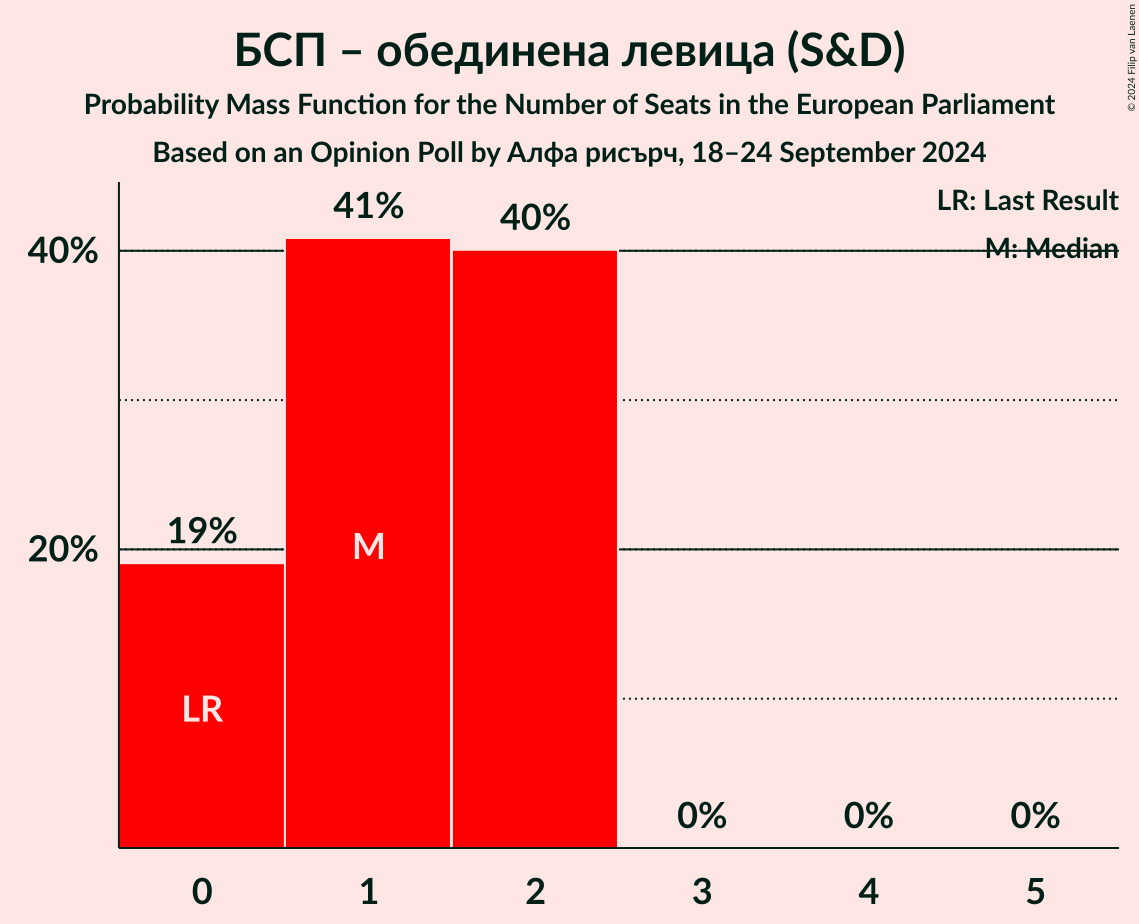 БСП – обединена левица (S&D)
Probability Mass Function for the Number of Seats in the European Parliament
Based on an Opinion Poll by Алфа рисърч, 18–24 September 2024
© 2024 Filip van Laenen
LR: Last Result
M: Median
41%
40%
40%
19%
20%
M
LR
0%
0%
0%
0
1
2
3
4
5